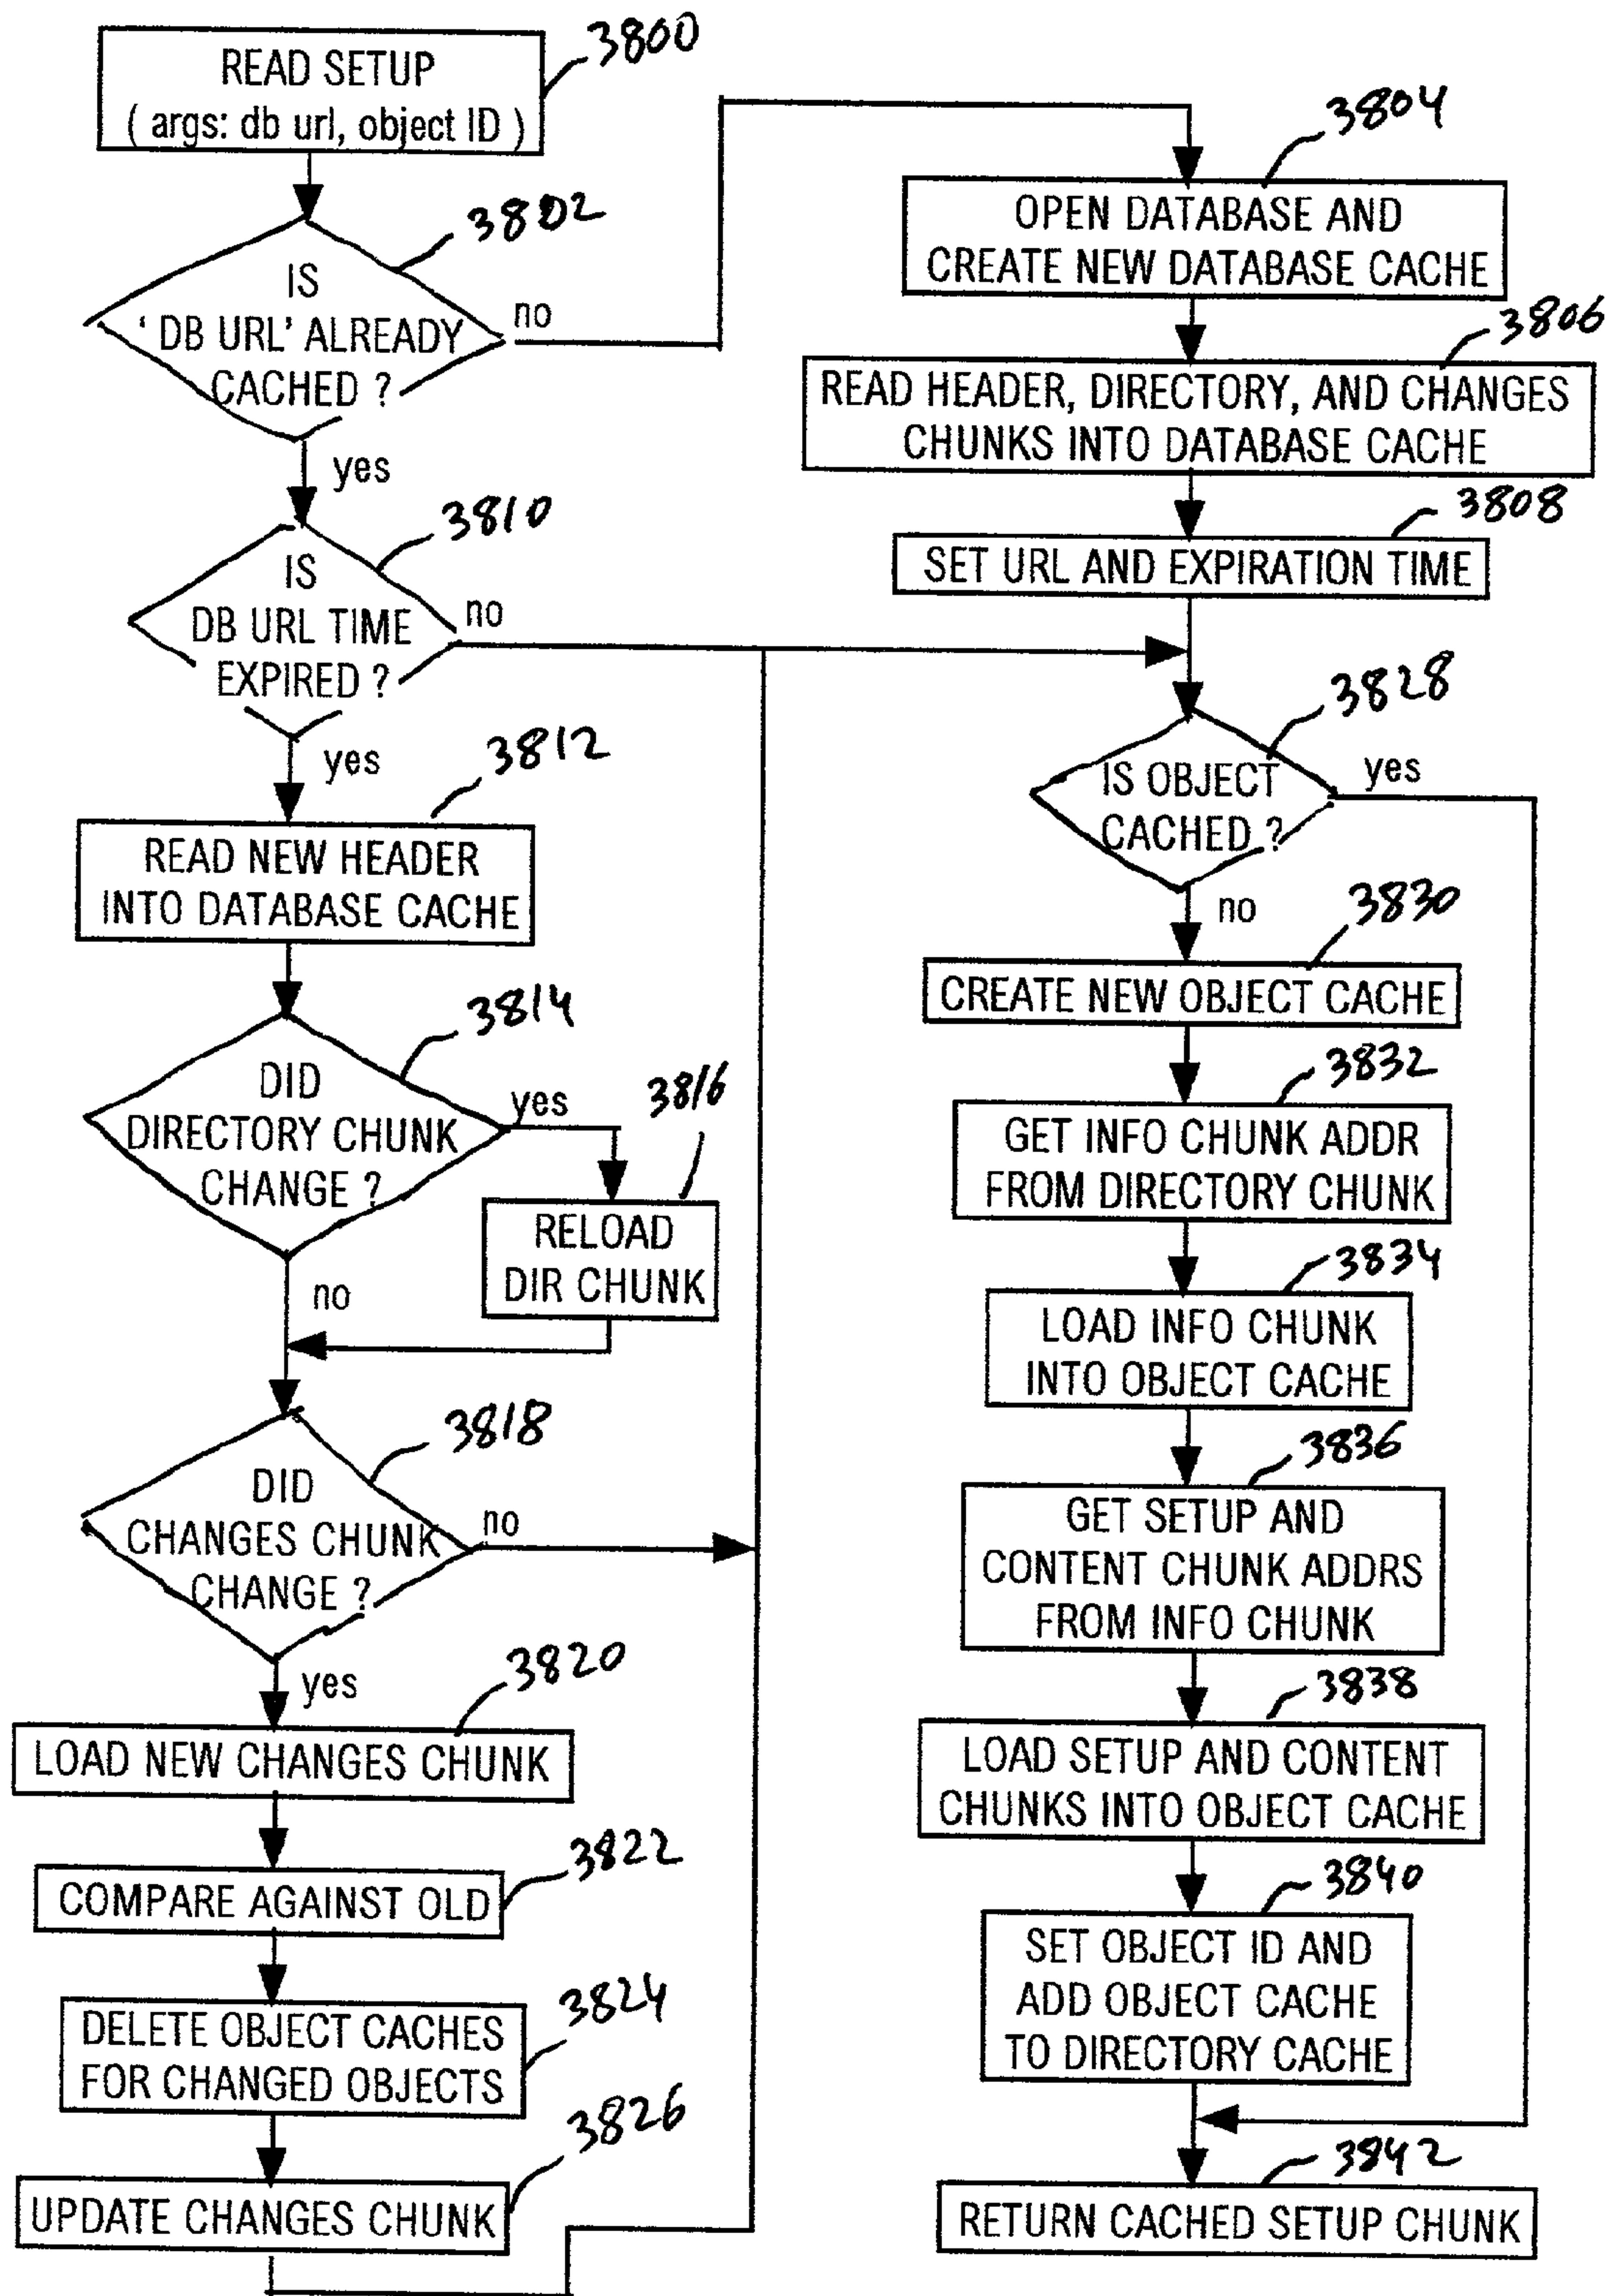 3800
READ SETUP
( args: db url, object ID )
3802
IS
' DB URL' ALREADY
CACHED ?
no
yes
3804
OPEN DATABASE AND
CREATE NEW DATABASE CACHE
3806
READ HEADER, DIRECTORY, AND CHANGES
CHUNKS INTO DATABASE CACHE
3808
SET URL AND EXPIRATION TIME
3810
IS
DB URL TIME
EXPIRED ?
no
yes
3812
READ NEW HEADER
INTO DATABASE CACHE
3814
DID
DIRECTORY CHUNK
CHANGE ?
yes
no
3816
RELOAD
DIR CHUNK
3818
DID
CHANGES CHUNK
CHANGE ?
no
yes
3820
LOAD NEW CHANGES CHUNK
3822
COMPARE AGAINST OLD
3824
DELETE OBJECT CACHES
FOR CHANGED OBJECTS
3826
UPDATE CHANGES CHUNK
3828
IS OBJECT
CACHED ?
yes
no
3830
CREATE NEW OBJECT CACHE
3832
GET INFO CHUNK ADDR
FROM DIRECTORY CHUNK
3834
LOAD INFO CHUNK
INTO OBJECT CACHE
3836
GET SETUP AND
CONTENT CHUNK ADDRS
FROM INFO CHUNK
3838
LOAD SETUP AND CONTENT
CHUNKS INTO OBJECT CACHE
3840
SET OBJECT ID AND
ADD OBJECT CACHE
TO DIRECTORY CACHE
3842
RETURN CACHED SETUP CHUNK